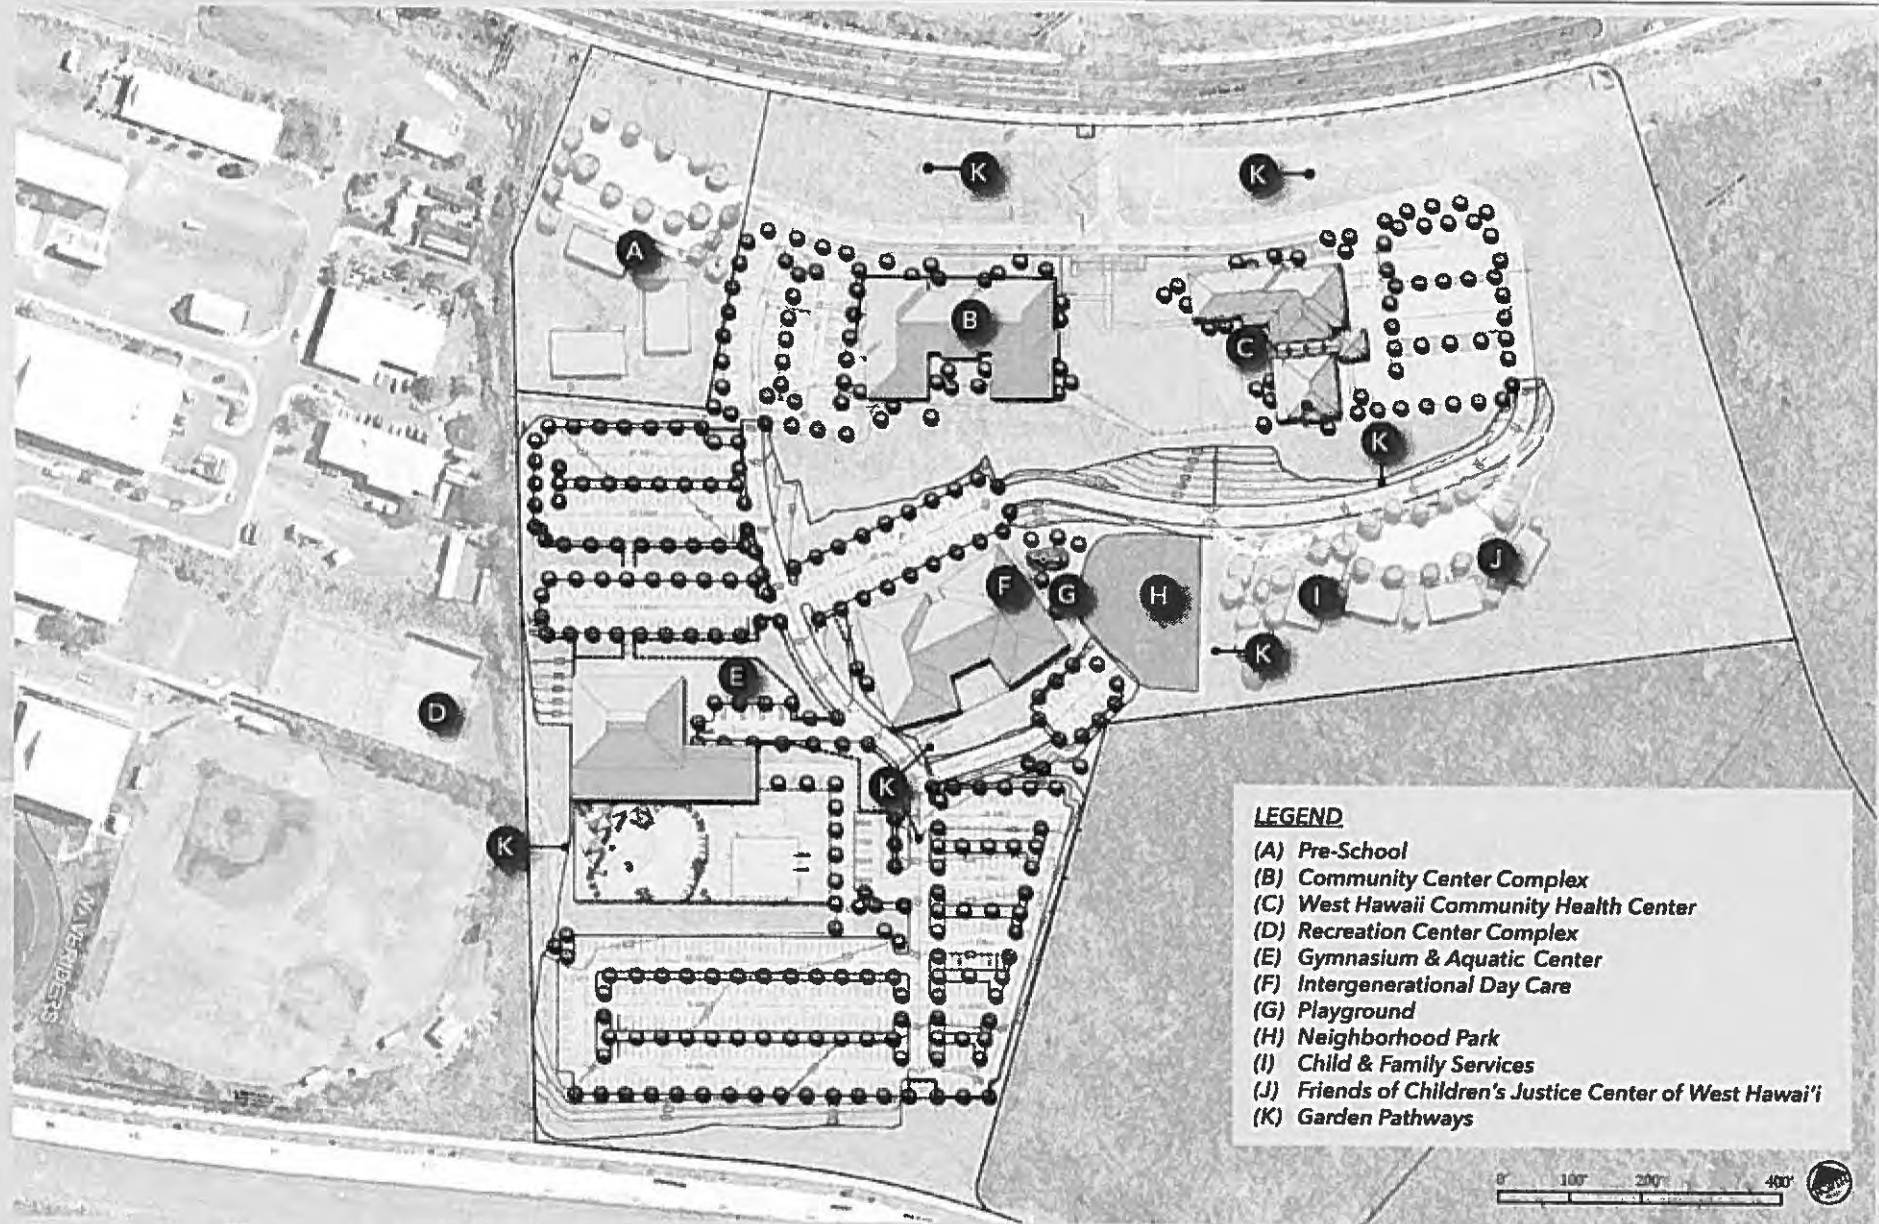 K
K
A
B
C
K
F
G
H
I
J
E
K
D
K
K
WAVERIDERS
LEGEND
(A) Pre-School
(B) Community Center Complex
(C) West Hawaii Community Health Center
(D) Recreation Center Complex
(E) Gymnasium & Aquatic Center
(F) Intergenerational Day Care
(G) Playground
(H) Neighborhood Park
(I) Child & Family Services
(J) Friends of Children's Justice Center of West Hawai'i
(K) Garden Pathways
0' 100' 200' 400'